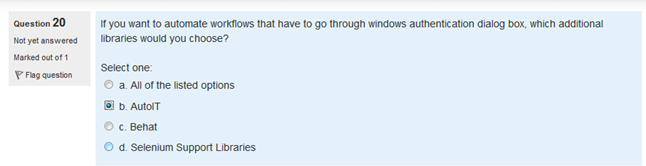 Question 20
Not yet answered
Marked out of 1
Flag question
If you want to automate workflows that have to go through windows authentication dialog box, which additional
libraries would you choose?
Select one:
a. All of the listed options
b. AutoIT
c. Behat
d. Selenium Support Libraries